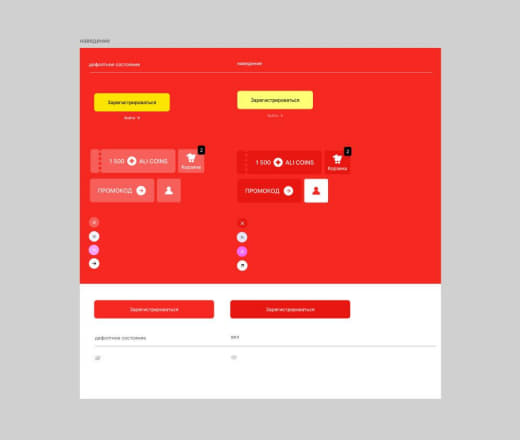 наведение
дефолтное состояние
наведение
Зарегистрироваться
Зарегистрироваться
Войти
Войти
2
2
1 500 ALI COINS
Корзина
1 500 ALI COINS
Корзина
ПРОМОКОД
ПРОМОКОД
Зарегистрироваться
Зарегистрироваться
дефолтное состояние